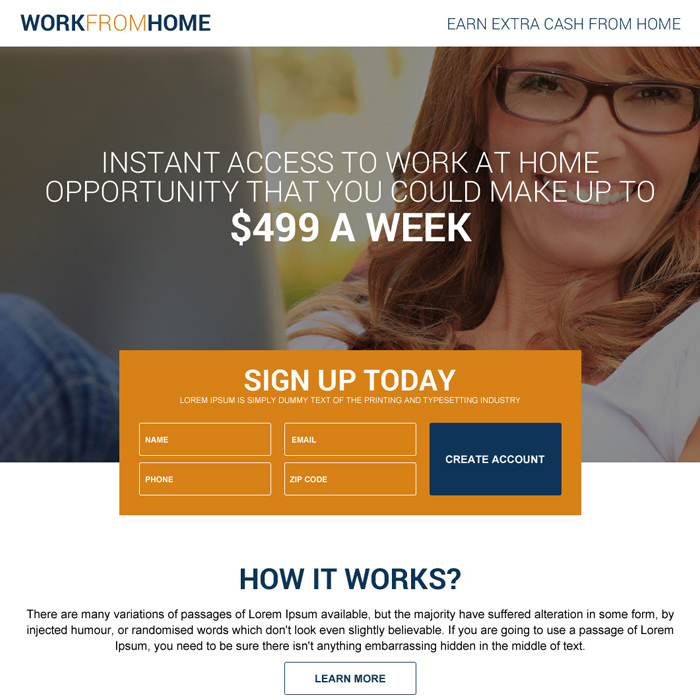 WORKFROMHOME
EARN EXTRA CASH FROM HOME
INSTANT ACCESS TO WORK AT HOME
OPPORTUNITY THAT YOU COULD MAKE UP TO
$499 A WEEK
SIGN UP TODAY
LOREM IPSUM IS SIMPLY DUMMY TEXT OF THE PRINTING AND TYPESETTING INDUSTRY
NAME
EMAIL
PHONE
ZIP CODE
CREATE ACCOUNT
HOW IT WORKS?
There are many variations of passages of Lorem Ipsum available, but the majority have suffered alteration in some form, by
injected humour, or randomised words which don't look even slightly believable. If you are going to use a passage of Lorem
Ipsum, you need to be sure there isn't anything embarrassing hidden in the middle of text.
LEARN MORE